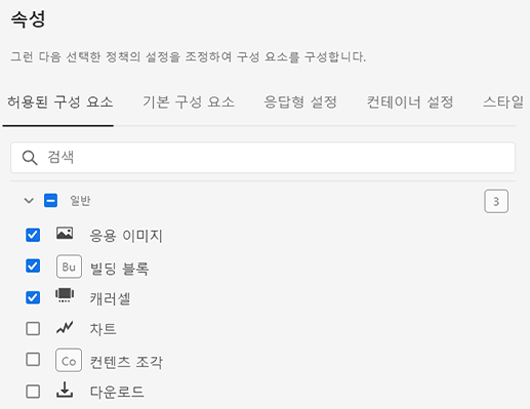 속성
그런 다음 선택한 정책의 설정을 조정하여 구성 요소를 구성합니다.
허용된 구성 요소 기본 구성 요소 응답형 설정 컨테이너 설정 스타일
검색
일반 3
응용 이미지
Bu 빌딩 블록
캐러셀
차트
Co 컨텐츠 조각
다운로드